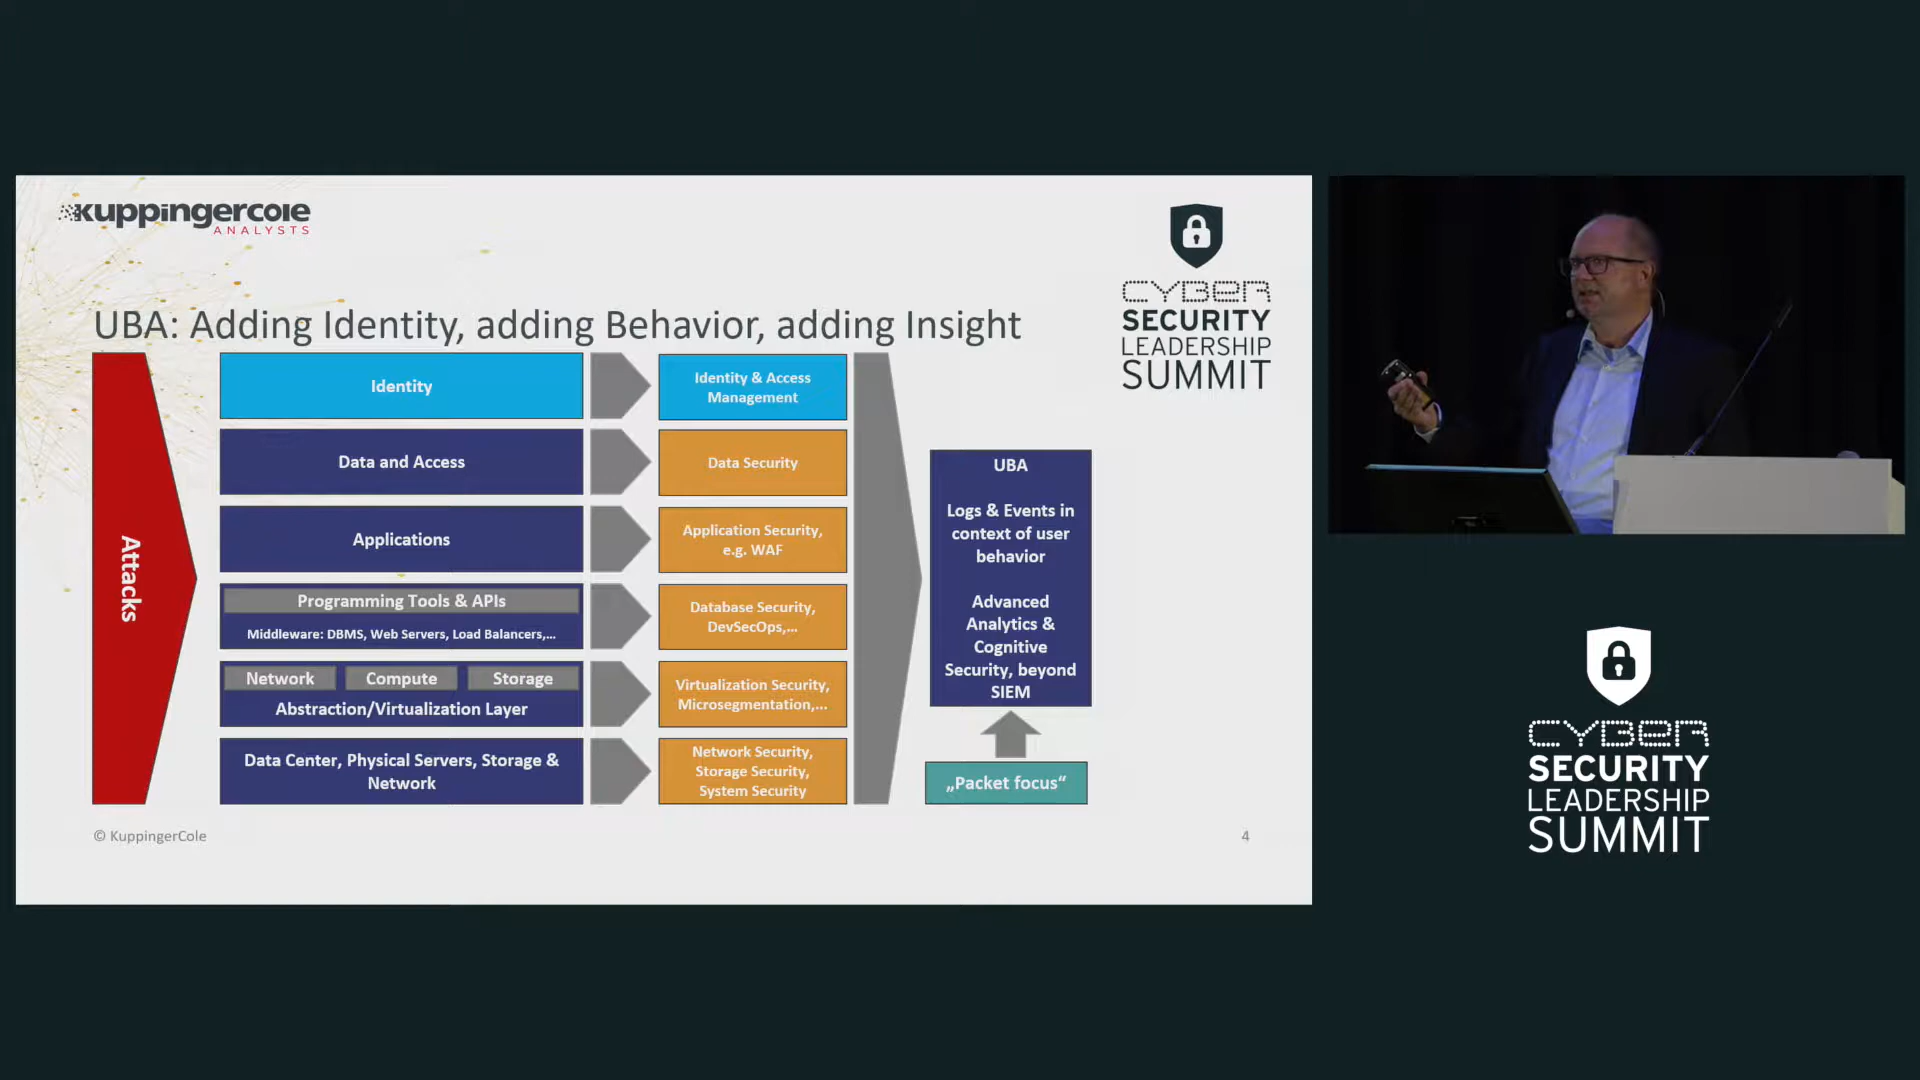 kuppingercole
ANALYSTS
CYBER
SECURITY
LEADERSHIP
SUMMIT
UBA: Adding Identity, adding Behavior, adding Insight
Attacks
Identity
Identity & Access
Management
Data and Access
Data Security
Applications
Application Security,
e.g. WAF
Programming Tools & APIs
Middleware: DBMS, Web Servers, Load Balancers,...
Database Security,
DevSecOps,...
Network
Compute
Storage
Abstraction/Virtualization Layer
Virtualization Security,
Microsegmentation,...
Data Center, Physical Servers, Storage &
Network
Network Security,
Storage Security,
System Security
UBA
Logs & Events in
context of user
behavior
Advanced
Analytics &
Cognitive
Security, beyond
SIEM
„Packet focus“
© KuppingerCole
4
CYBER
SECURITY
LEADERSHIP
SUMMIT